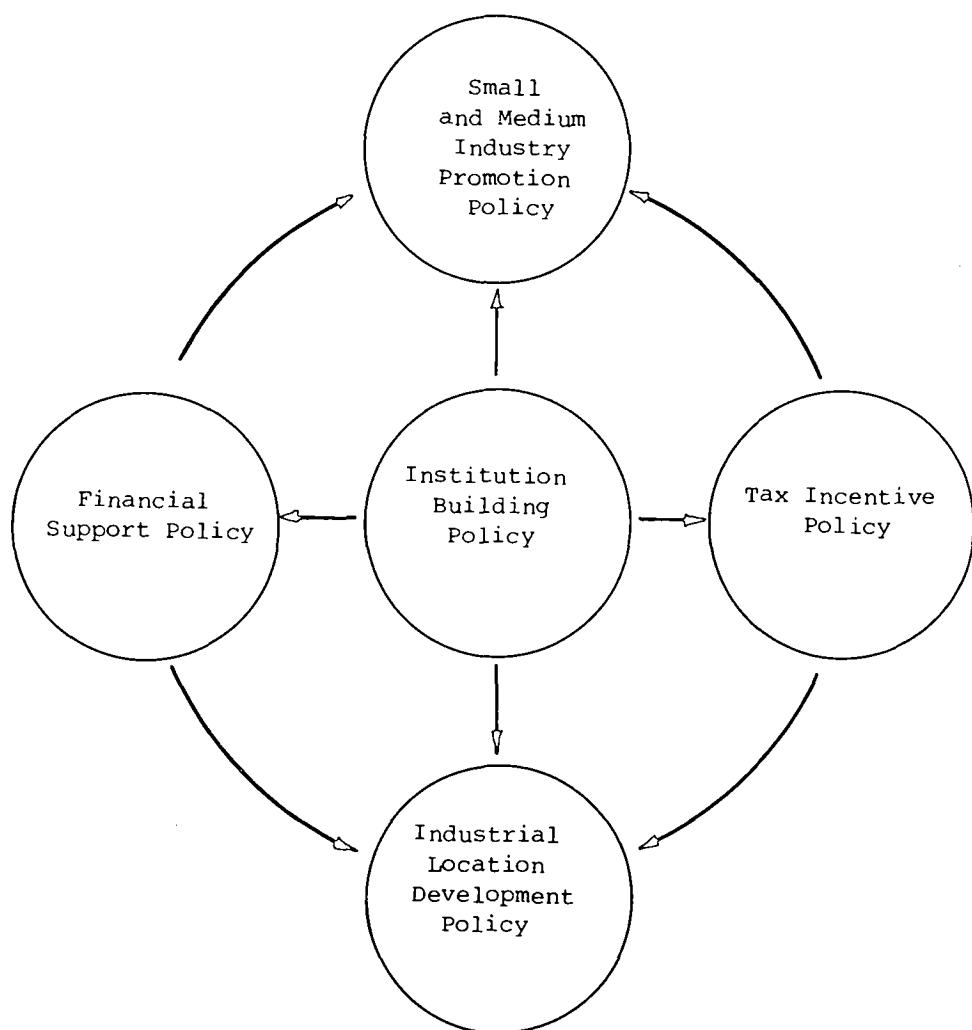 Small
and Medium
Industry
Promotion
Policy
Financial
Support Policy
Institution
Building
Policy
Tax Incentive
Policy
Industrial
Location
Development
Policy